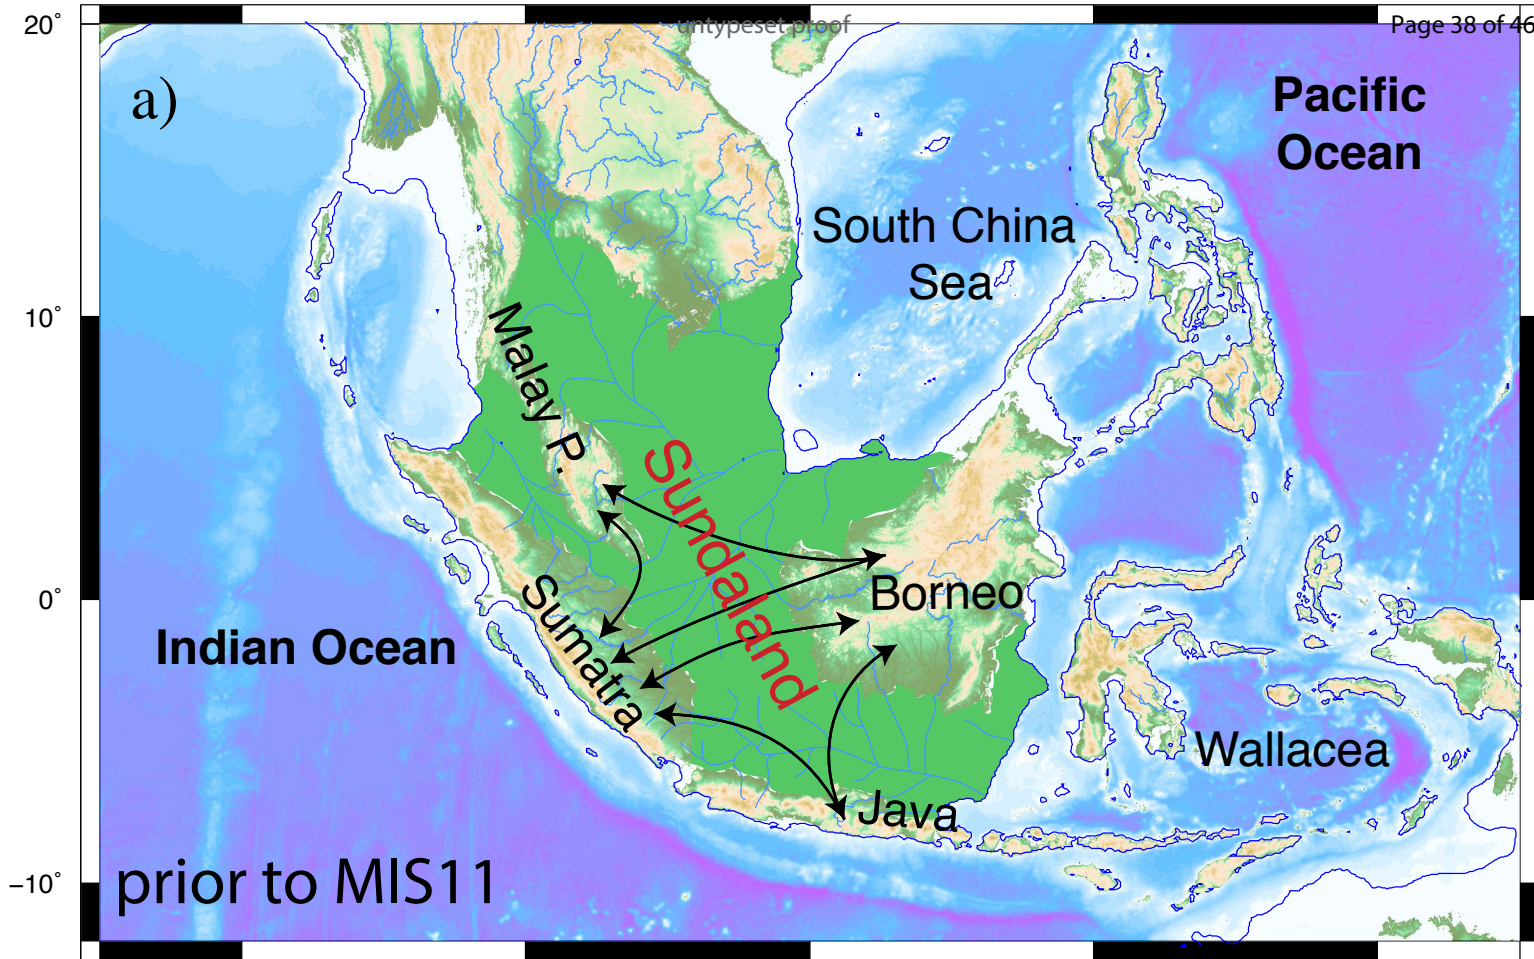 untypeset proof
Page 38 of 46
20°
a)
Pacific
Ocean
South China
Sea
10°
Malay P.
Sundaland
Borneo
0°
Sumatra
Indian Ocean
Wallacea
Java
prior to MIS11
−10°